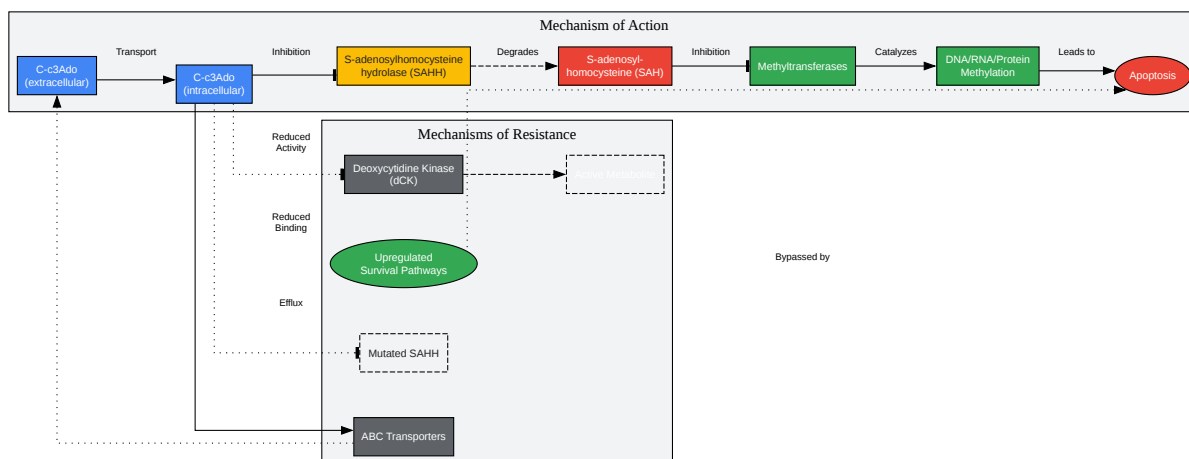 Mechanism of Action
C-c3Ado
(extracellular)
Transport
C-c3Ado
(intracellular)
Inhibition
S-adenosylhomocysteine
hydrolase (SAHH)
Degrades
S-adenosyl-
homocysteine (SAH)
Inhibition
Methyltransferases
Catalyzes
DNA/RNA/Protein
Methylation
Leads to
Apoptosis
Mechanisms of Resistance
Reduced
Activity
Deoxycytidine Kinase
(dCK)
Active Metabolite
Reduced
Binding
Upregulated
Survival Pathways
Bypassed by
Efflux
Mutated SAHH
ABC Transporters